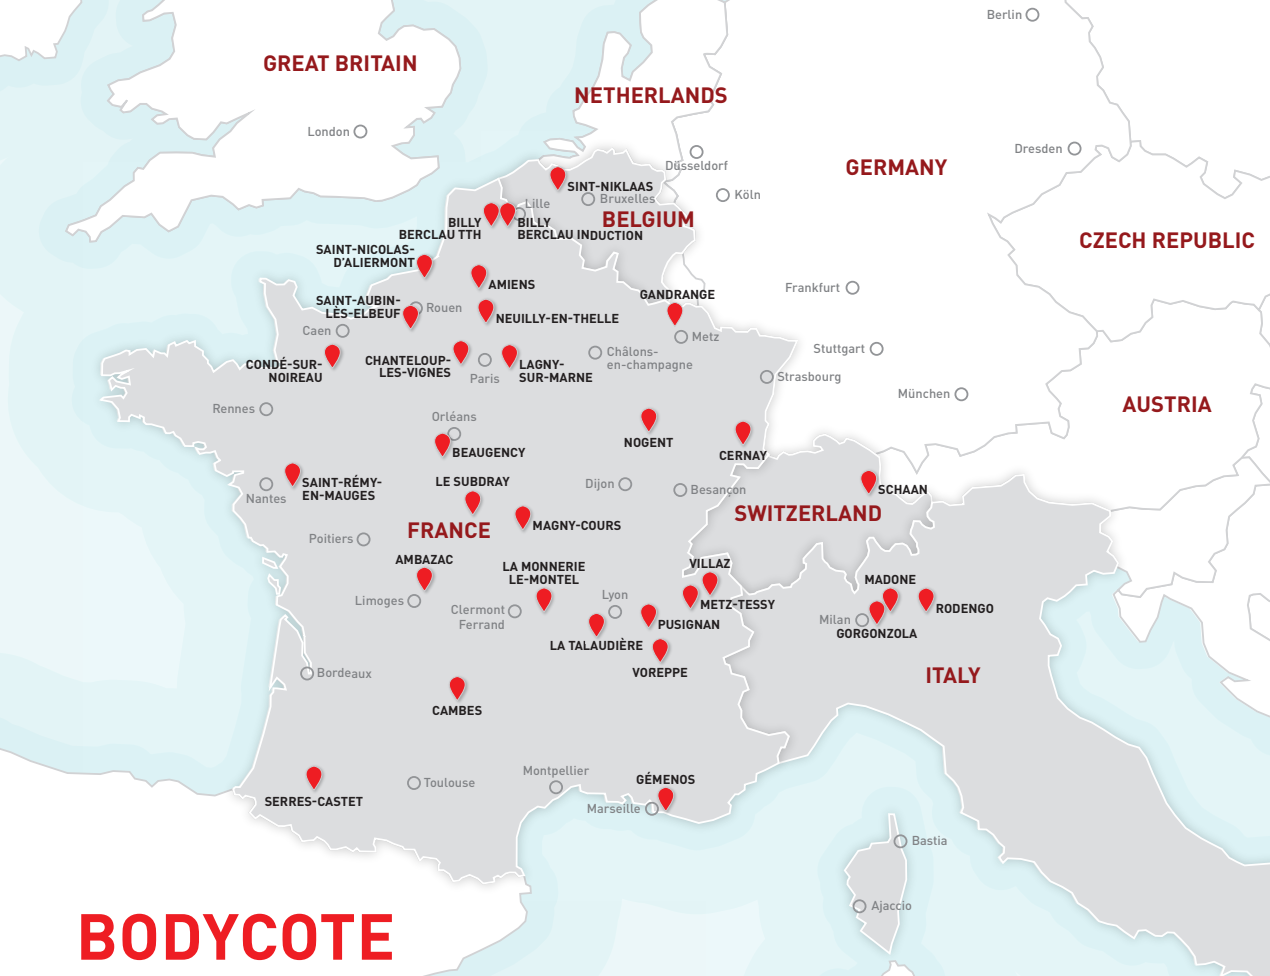 Berlin
GREAT BRITAIN
NETHERLANDS
London
Dresden
Düsseldorf
GERMANY
SINT-NIKLAAS
Köln
Bruxelles
Lille
BELGIUM
BILLY
BERCLAU TTH
BILLY
BERCLAU INDUCTION
CZECH REPUBLIC
SAINT-NICOLAS-
D'ALIERMONT
AMIENS
Frankfurt
GANDRANGE
SAINT-AUBIN-
LÈS-ELBEUF
Rouen
NEUILLY-EN-THELLE
Caen
Metz
Stuttgart
CONDÉ-SUR-
NOIREAU
CHANTELOUP-
LES-VIGNES
Paris
LAGNY-
SUR-MARNE
Châlons-
en-champagne
Strasbourg
München
AUSTRIA
Rennes
Orléans
BEAUGENCY
NOGENT
CERNAY
Nantes
SAINT-RÉMY-
EN-MAUGES
LE SUBDRAY
Dijon
Besançon
SCHAAN
SWITZERLAND
FRANCE
MAGNY-COURS
Poitiers
AMBAZAC
LA MONNERIE
LE-MONTEL
VILLAZ
MADONE
Limoges
Clermont
Ferrand
Lyon
METZ-TESSY
RODENGO
PUSIGNAN
Milan
GORGONZOLA
LA TALAUDIÈRE
VOREPPE
Bordeaux
ITALY
CAMBES
SERRES-CASTET
Toulouse
Montpellier
GÉMENOS
Marseille
Bastia
Ajaccio
BODYCOTE